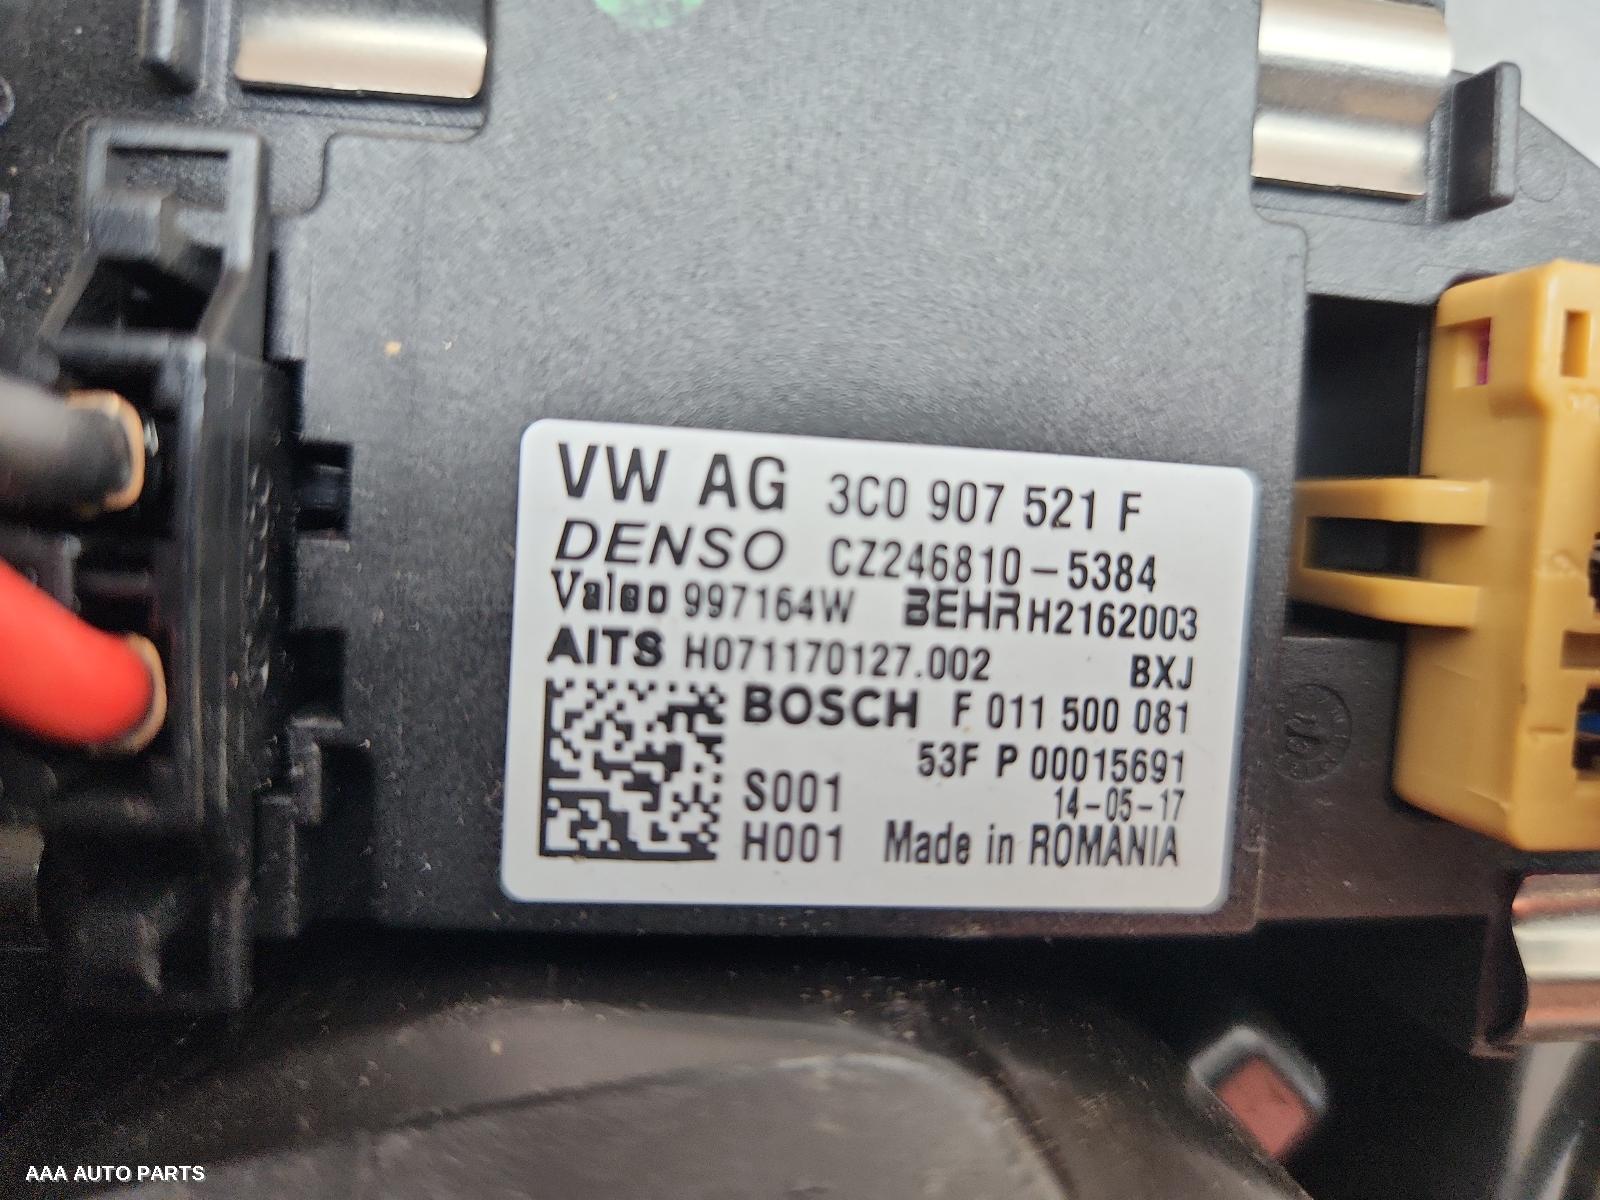 VW AG 3C0 907 521 F
DENSO CZ246810-5384
Valeo 997164W BEHR H2162003
AITS H071170127.002 BXJ
BOSCH F 011 500 081
53F P 00015691
S001 14-05-17
H001 Made in ROMANIA
AAA AUTO PARTS